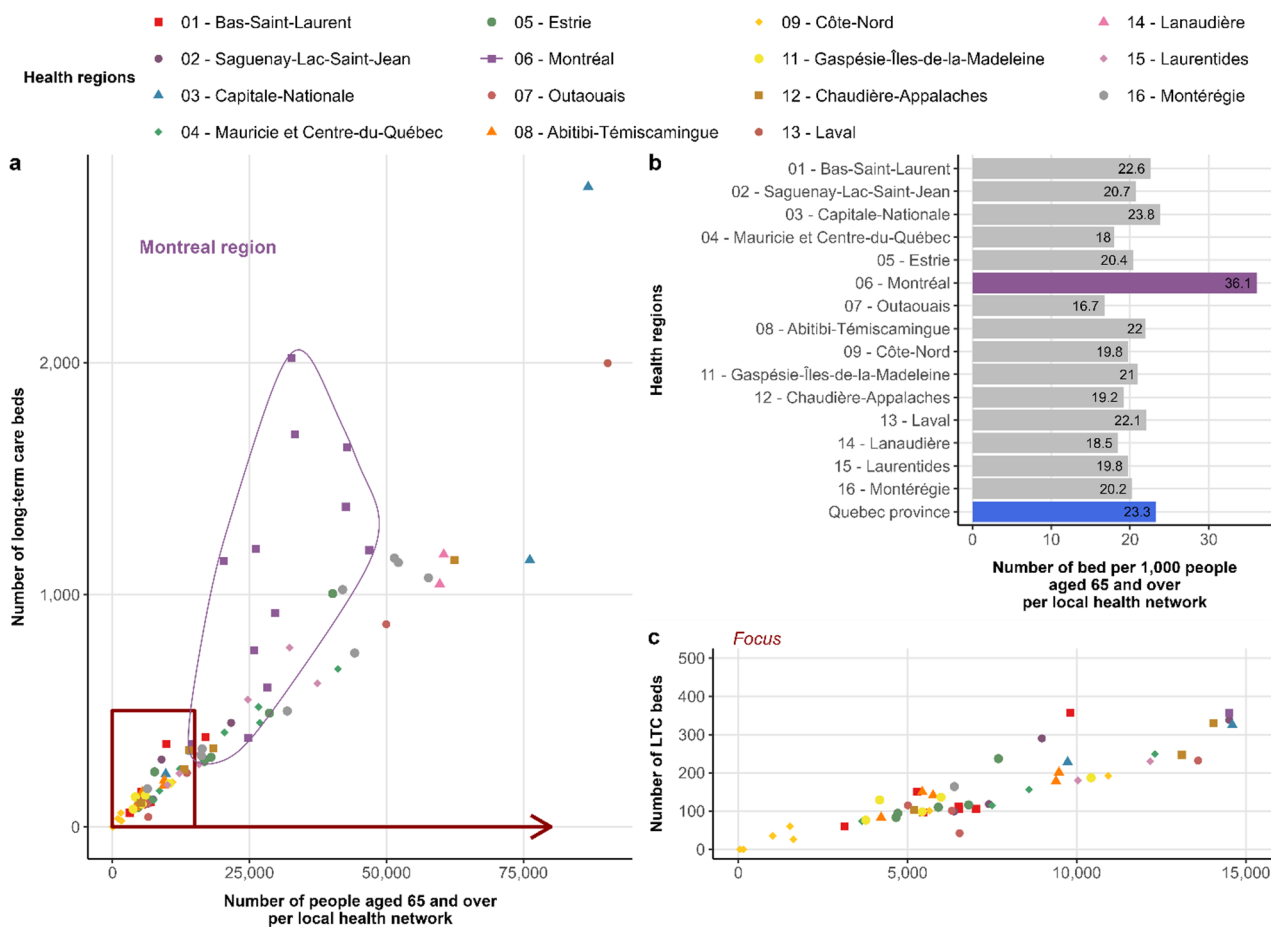 Health regions
01 - Bas-Saint-Laurent
02 - Saguenay-Lac-Saint-Jean
03 - Capitale-Nationale
04 - Mauricie et Centre-du-Québec
05 - Estrie
06 - Montréal
07 - Outaouais
08 - Abitibi-Témiscamingue
09 - Côte-Nord
11 - Gaspésie-Îles-de-la-Madeleine
12 - Chaudière-Appalaches
13 - Laval
14 - Lanaudière
15 - Laurentides
16 - Montérégie
a
Montreal region
Number of long-term care beds
2,000
1,000
0
0 25,000 50,000 75,000
Number of people aged 65 and over
per local health network
b
Health regions
01 - Bas-Saint-Laurent 22.6
02 - Saguenay-Lac-Saint-Jean 20.7
03 - Capitale-Nationale 23.8
04 - Mauricie et Centre-du-Québec 18
05 - Estrie 20.4
06 - Montréal 36.1
07 - Outaouais 16.7
08 - Abitibi-Témiscamingue 22
09 - Côte-Nord 19.8
11 - Gaspésie-Îles-de-la-Madeleine 21
12 - Chaudière-Appalaches 19.2
13 - Laval 22.1
14 - Lanaudière 18.5
15 - Laurentides 19.8
16 - Montérégie 20.2
Quebec province 23.3
0 10 20 30
Number of bed per 1,000 people
aged 65 and over
per local health network
c
Focus
Number of LTC beds
500
400
300
200
100
0
0 5,000 10,000 15,000